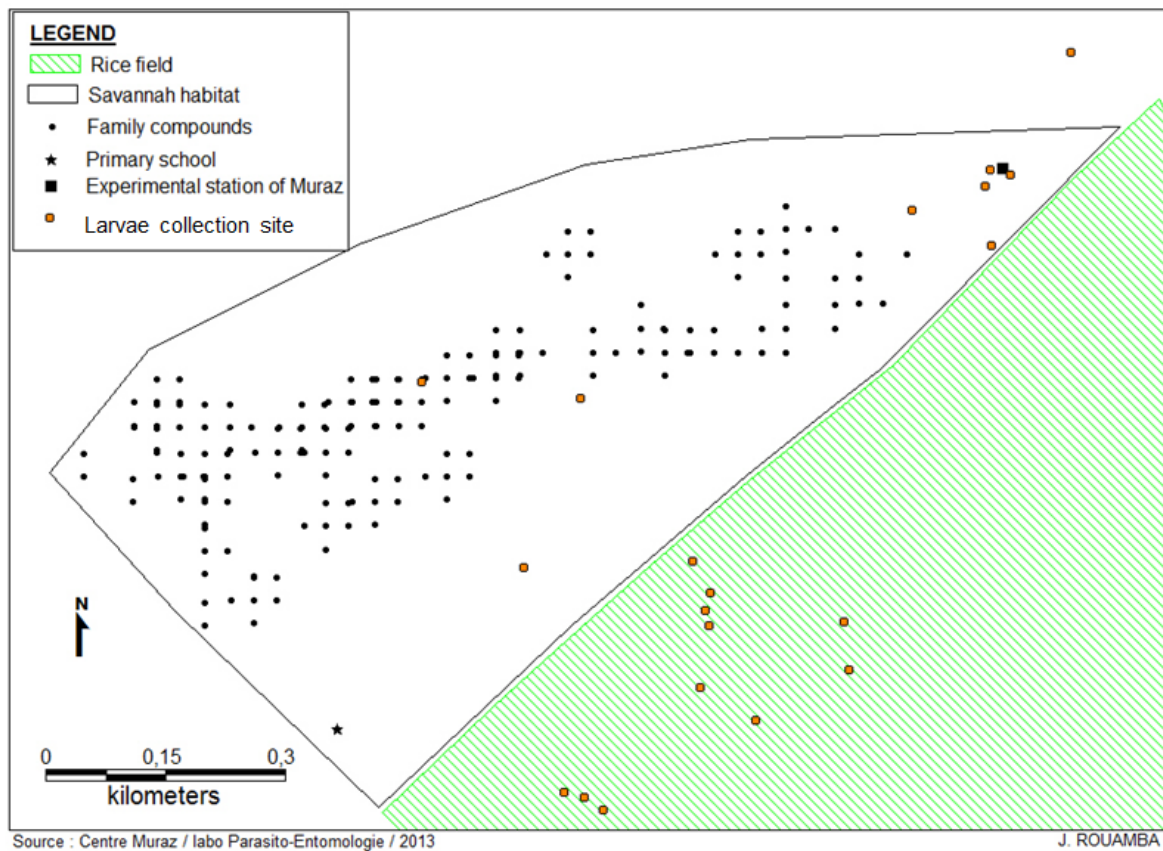 LEGEND
Rice field
Savannah habitat
Family compounds
Primary school
Experimental station of Muraz
Larvae collection site
N
0 0,15 0,3
kilometers
Source : Centre Muraz / labo Parasito-Entomologie / 2013
J. ROUAMBA